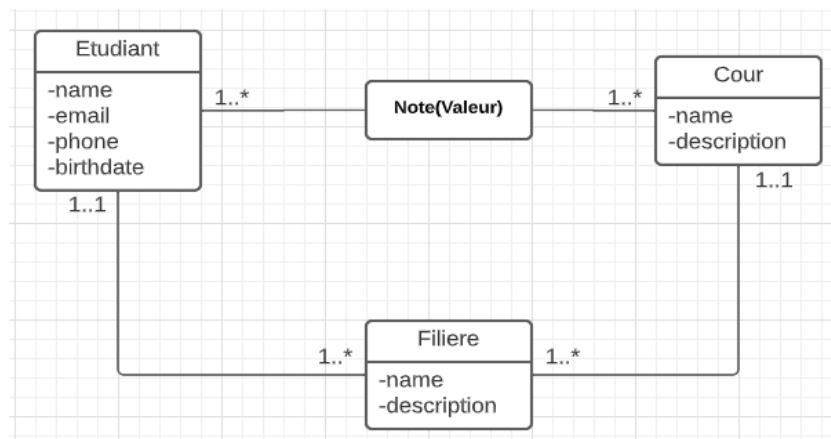 Etudiant
-name
-email
-phone
-birthdate
1..*
Note(Valeur)
1..*
Cour
-name
-description
1..1
1..1
1..*
Filiere
-name
-description
1..*